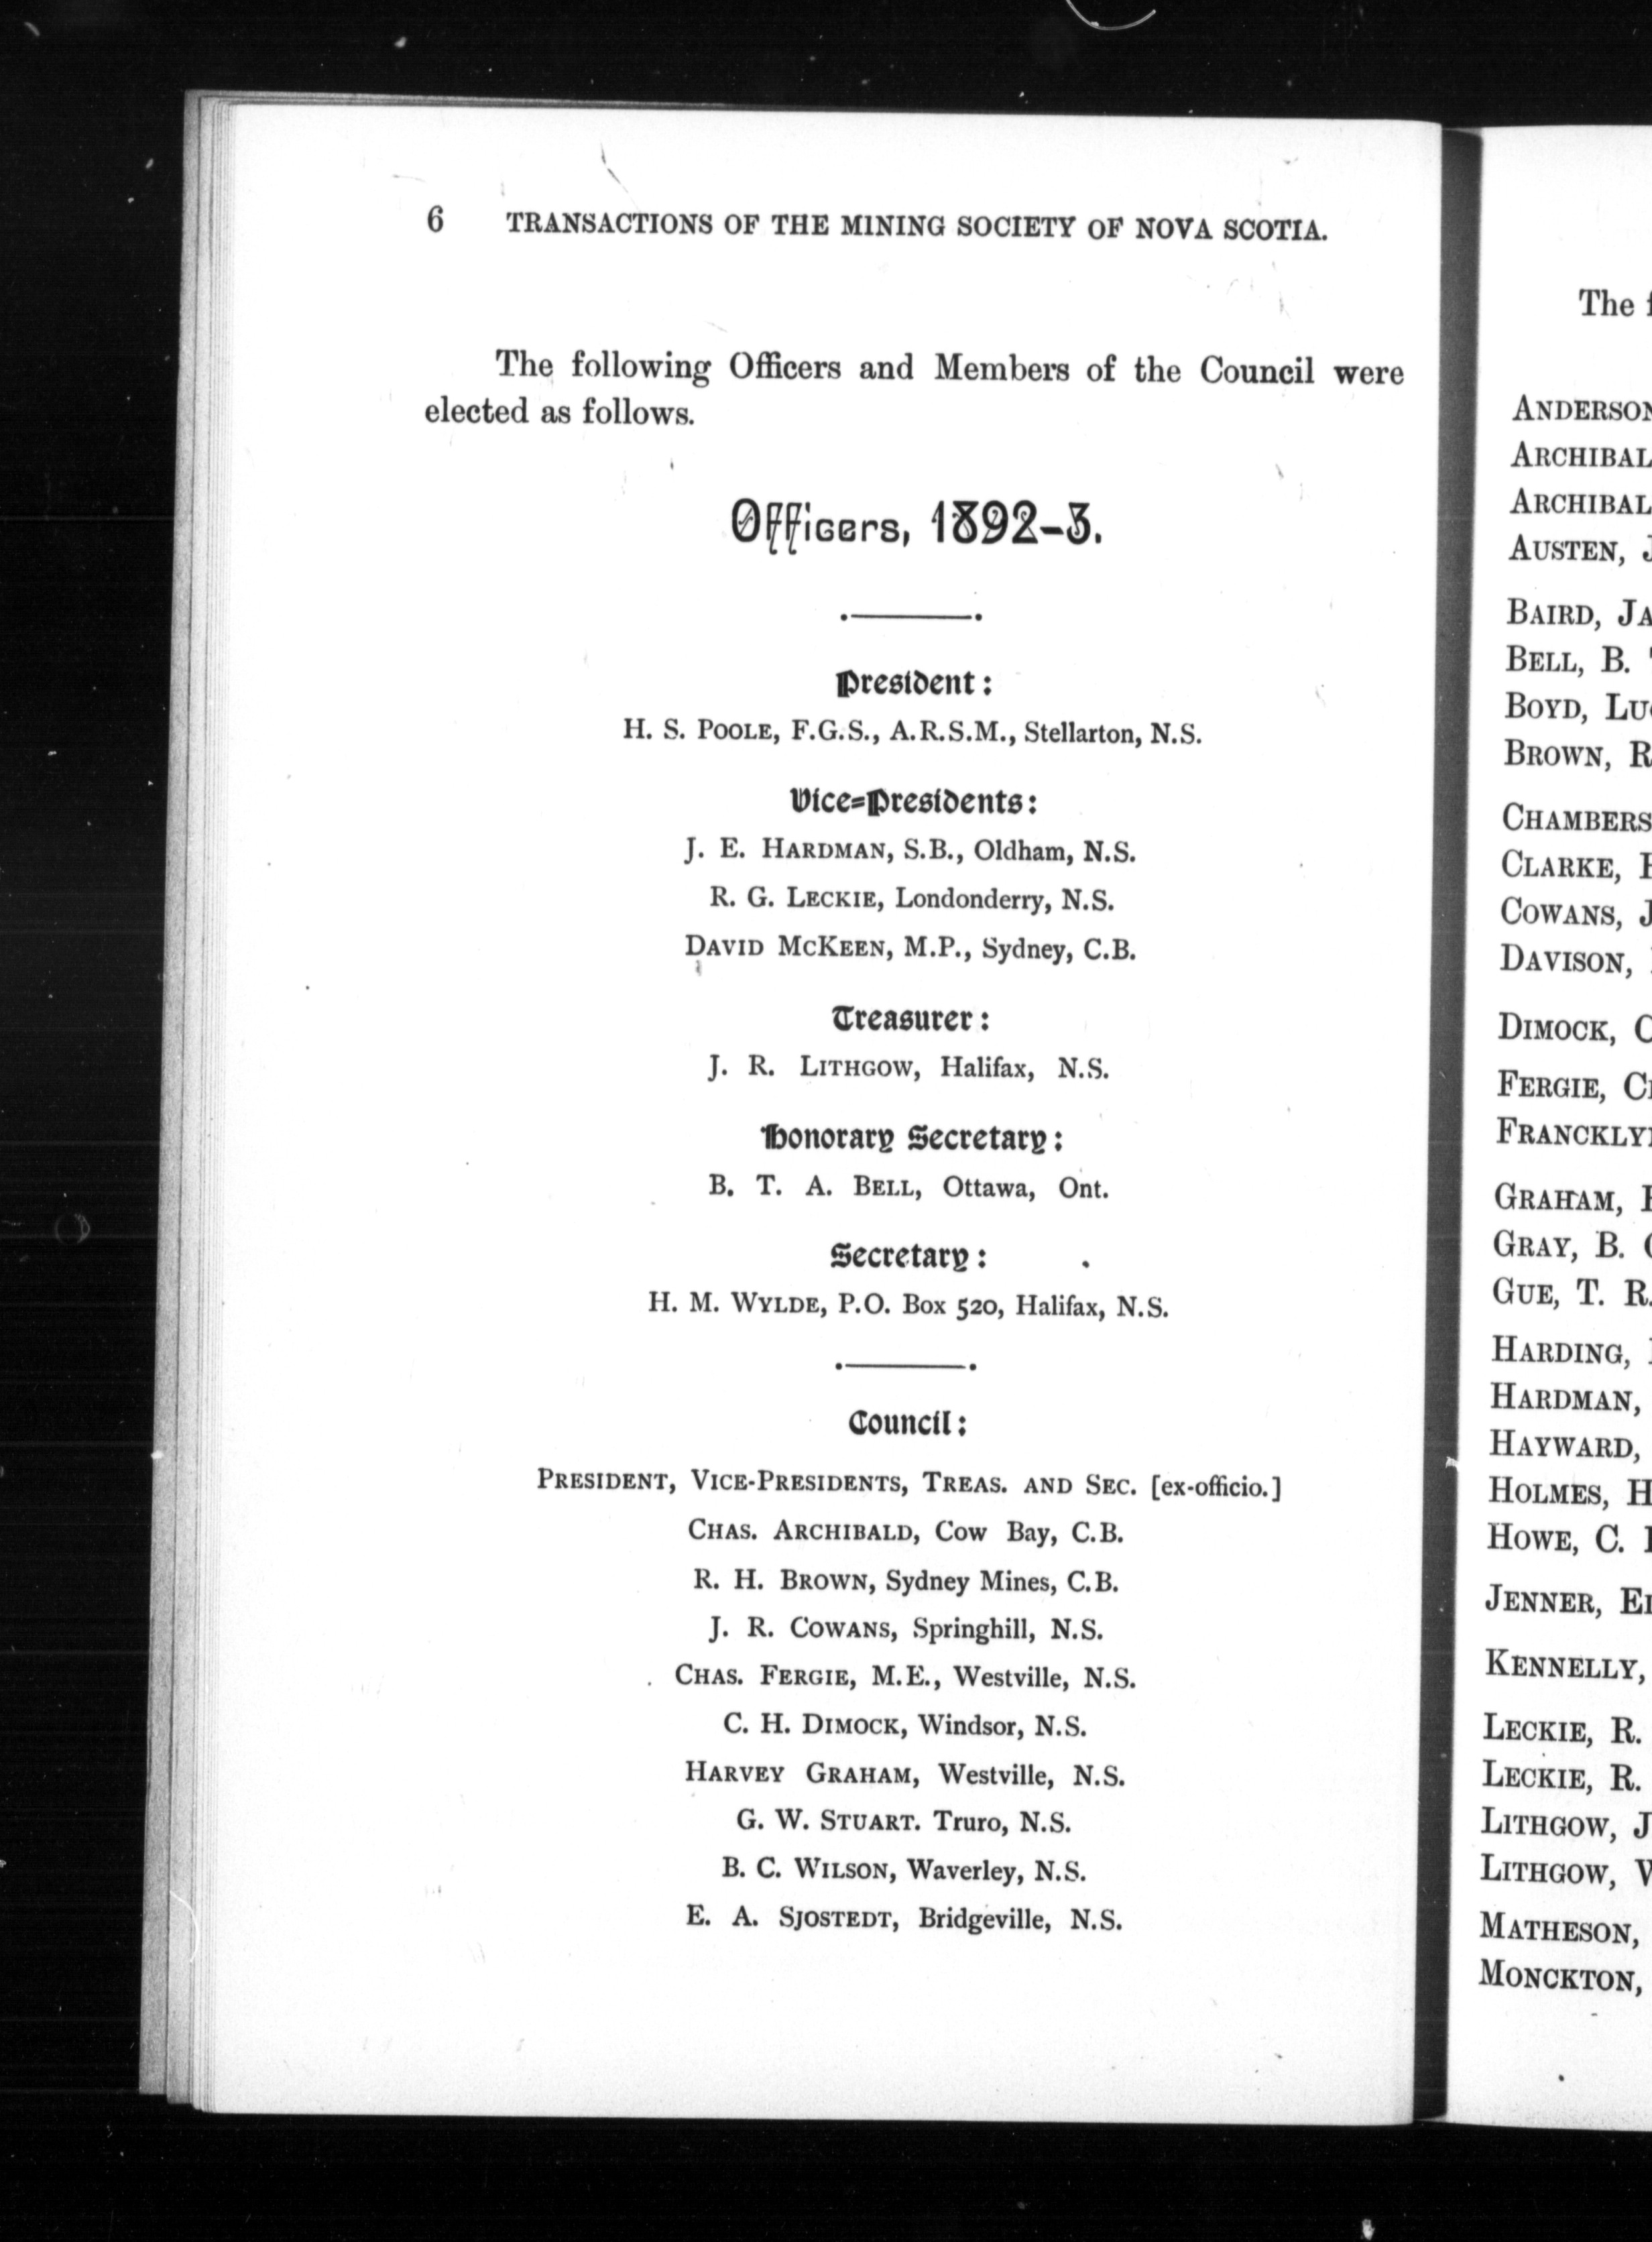 6 TRANSACTIONS OF THE MINING SOCIETY OF NOVA SCOTIA.
The following Officers and Members of the Council were
elected as follows.
Officers, 1892-3.
President:
H. S. POOLE, F.G.S., A.R.S.M., Stellarton, N.S.
Vice-Presidents:
J. E. HARDMAN, S.B., Oldham, N.S.
R. G. LECKIE, Londonderry, N.S.
DAVID MCKEEN, M.P., Sydney, C.B.
Treasurer:
J. R. LITHGOW, Halifax, N.S.
Honorary Secretary:
B. T. A. BELL, Ottawa, Ont.
Secretary:
H. M. WYLDE, P.O. Box 520, Halifax, N.S.
Council:
PRESIDENT, VICE-PRESIDENTS, TREAS. AND SEC. [ex-officio.]
CHAS. ARCHIBALD, Cow Bay, C.B.
R. H. BROWN, Sydney Mines, C.B.
J. R. COWANS, Springhill, N.S.
CHAS. FERGIE, M.E., Westville, N.S.
C. H. DIMOCK, Windsor, N.S.
HARVEY GRAHAM, Westville, N.S.
G. W. STUART. Truro, N.S.
B. C. WILSON, Waverley, N.S.
E. A. SJOSTEDT, Bridgeville, N.S.
The
ANDERSON
ARCHIBAL
ARCHIBAL
AUSTEN,
BAIRD, JA
BELL, B.
BOYD, LU
BROWN, R
CHAMBERS
CLARKE,
COWANS,
DAVISON,
DIMOCK, C
FERGIE,
FRANCKLY
GRAHAM,
GRAY, B.
GUE, T. R.
HARDING,
HARDMAN,
HAYWARD,
HOLMES, H
HOWE, C.
JENNER,
KENNELLY,
LECKIE, R.
LECKIE, R.
LITHGOW, J
LITHGOW,
MATHESON,
MONCKTON,